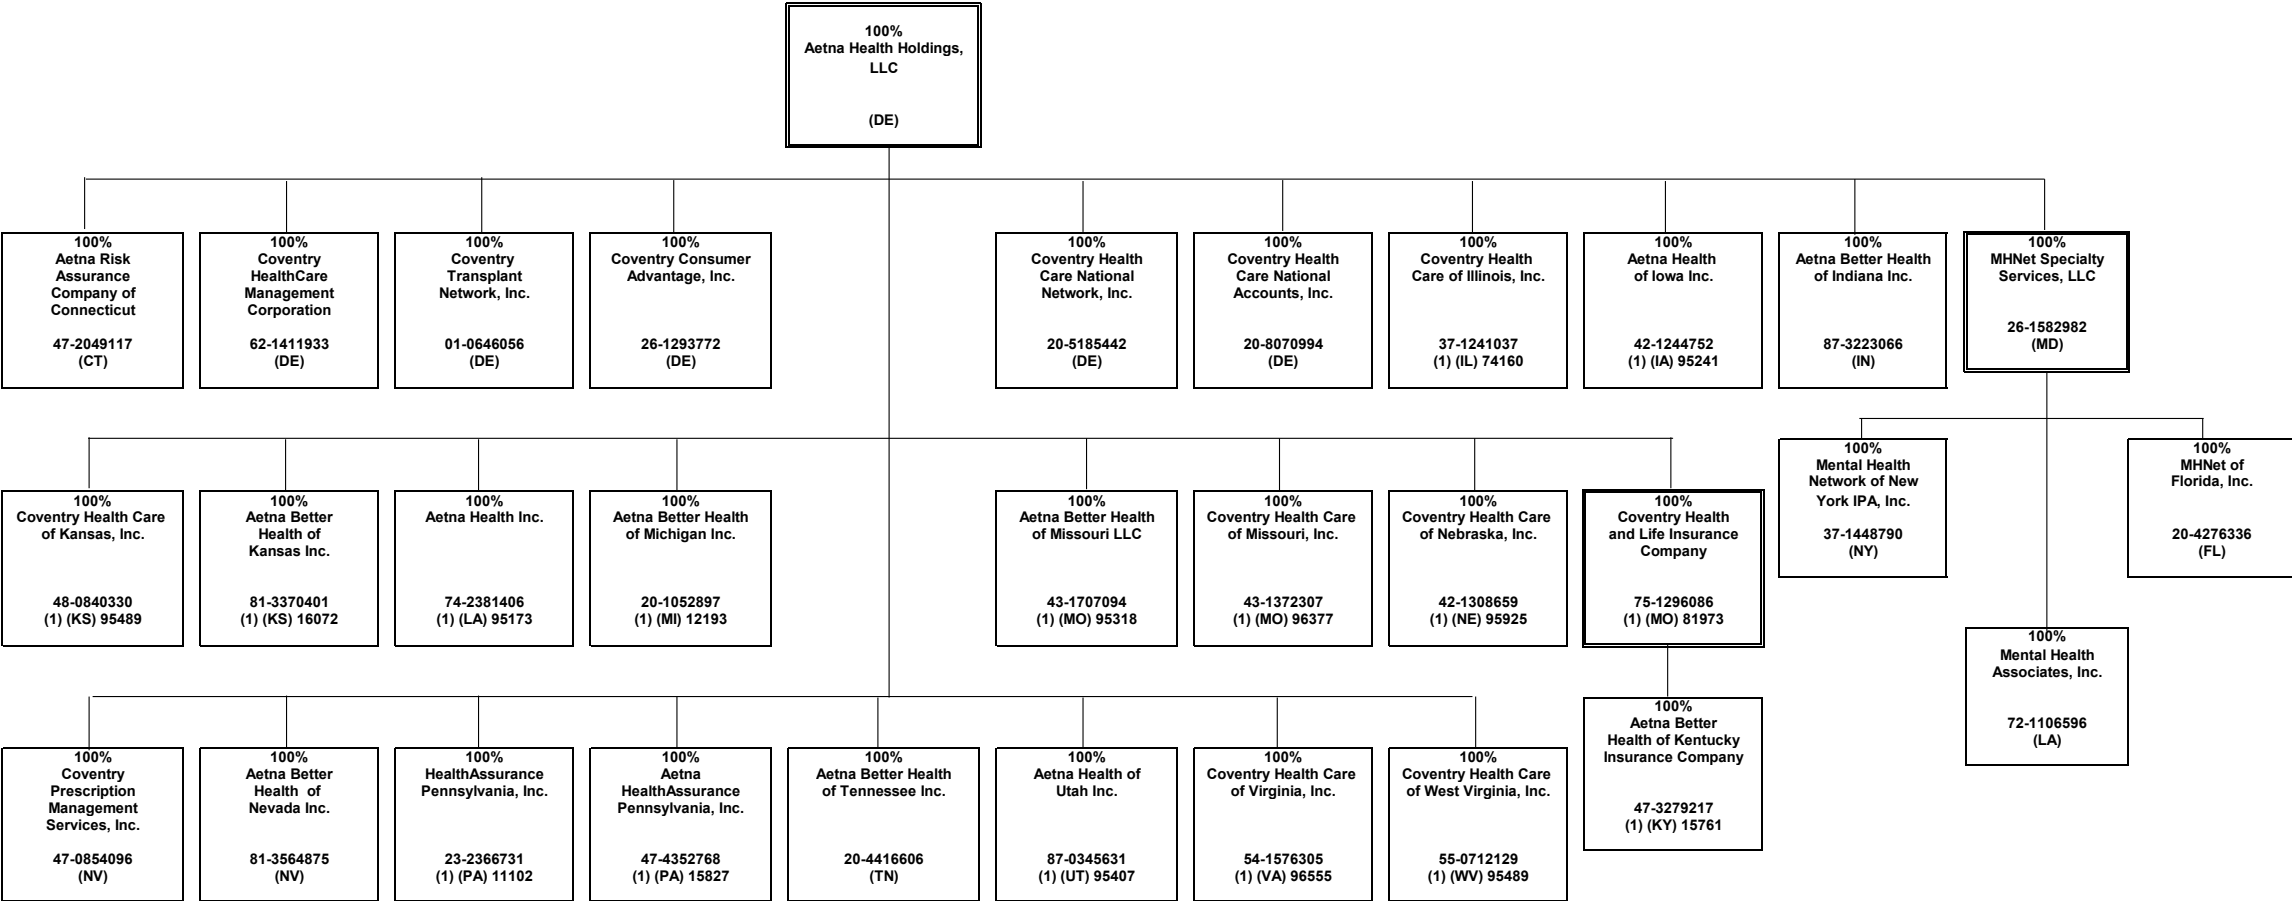 100%
Aetna Health Holdings,
LLC
(DE)
100%
Aetna Risk
Assurance
Company of
Connecticut
47-2049117
(CT)
100%
Coventry
HealthCare
Management
Corporation
62-1411933
(DE)
100%
Coventry
Transplant
Network, Inc.
01-0646056
(DE)
100%
Coventry Consumer
Advantage, Inc.
26-1293772
(DE)
100%
Coventry Health
Care National
Network, Inc.
20-5185442
(DE)
100%
Coventry Health
Care National
Accounts, Inc.
20-8070994
(DE)
100%
Coventry Health
Care of Illinois, Inc.
37-1241037
(1) (IL) 74160
100%
Aetna Health
of Iowa Inc.
42-1244752
(1) (IA) 95241
100%
Aetna Better Health
of Indiana Inc.
87-3223066
(IN)
100%
MHNet Specialty
Services, LLC
26-1582982
(MD)
100%
Mental Health
Network of New
York IPA, Inc.
37-1448790
(NY)
100%
MHNet of
Florida, Inc.
20-4276336
(FL)
100%
Mental Health
Associates, Inc.
72-1106596
(LA)
100%
Coventry Health Care
of Kansas, Inc.
48-0840330
(1) (KS) 95489
100%
Aetna Better
Health of
Kansas Inc.
81-3370401
(1) (KS) 16072
100%
Aetna Health Inc.
74-2381406
(1) (LA) 95173
100%
Aetna Better Health
of Michigan Inc.
20-1052897
(1) (MI) 12193
100%
Aetna Better Health
of Missouri LLC
43-1707094
(1) (MO) 95318
100%
Coventry Health Care
of Missouri, Inc.
43-1372307
(1) (MO) 96377
100%
Coventry Health Care
of Nebraska, Inc.
42-1308659
(1) (NE) 95925
100%
Coventry Health
and Life Insurance
Company
75-1296086
(1) (MO) 81973
100%
Aetna Better
Health of Kentucky
Insurance Company
47-3279217
(1) (KY) 15761
100%
Coventry
Prescription
Management
Services, Inc.
47-0854096
(NV)
100%
Aetna Better
Health of
Nevada Inc.
81-3564875
(NV)
100%
HealthAssurance
Pennsylvania, Inc.
23-2366731
(1) (PA) 11102
100%
Aetna
HealthAssurance
Pennsylvania, Inc.
47-4352768
(1) (PA) 15827
100%
Aetna Better Health
of Tennessee Inc.
20-4416606
(TN)
100%
Aetna Health of
Utah Inc.
87-0345631
(1) (UT) 95407
100%
Coventry Health Care
of Virginia, Inc.
54-1576305
(1) (VA) 96555
100%
Coventry Health Care
of West Virginia, Inc.
55-0712129
(1) (WV) 95489